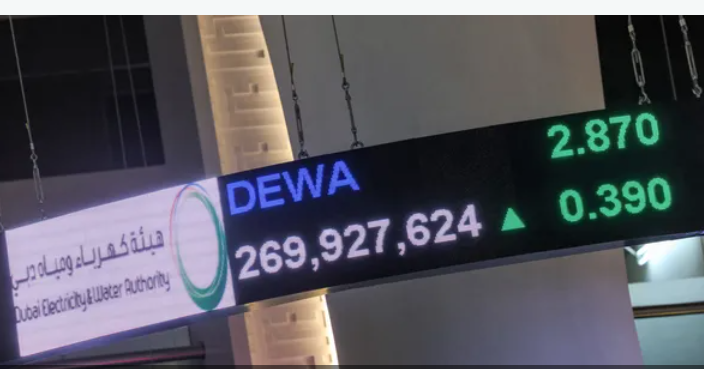 هيئة كهرباء ومياه دبي
Dubai Electricity & Water Authority
DEWA
269,927,624 ▲
2.870
0.390